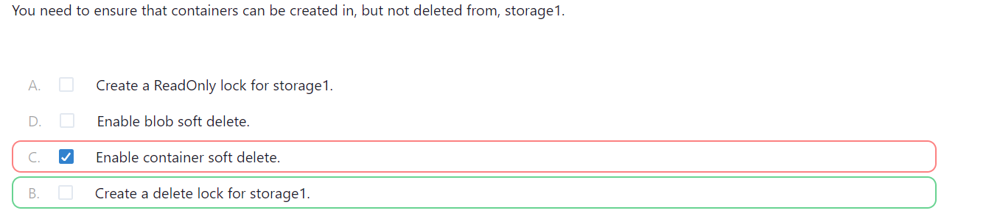 You need to ensure that containers can be created in, but not deleted from, storage1.
A. Create a ReadOnly lock for storage1.
D. Enable blob soft delete.
C. Enable container soft delete.
B. Create a delete lock for storage1.